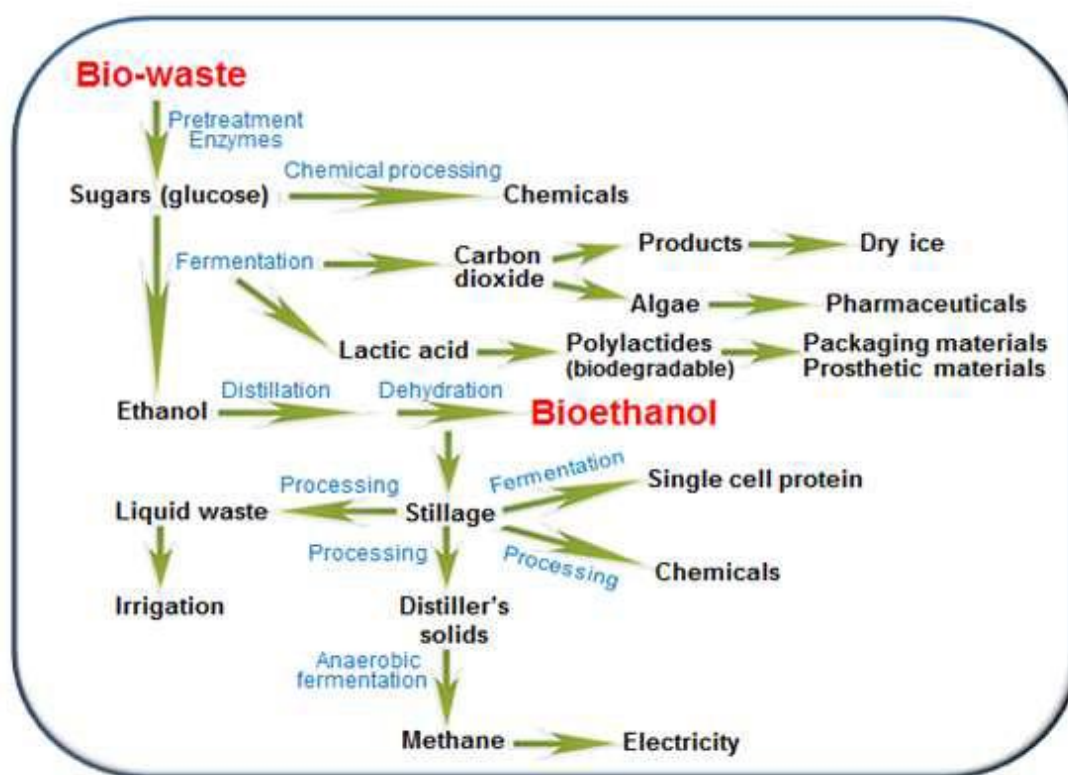 Bio-waste
Pretreatment
Enzymes
Chemical processing
Sugars (glucose)
Chemicals
Fermentation
Carbon
dioxide
Products
Dry ice
Algae
Pharmaceuticals
Lactic acid
Polylactides
(biodegradable)
Packaging materials
Prosthetic materials
Ethanol
Distillation
Dehydration
Bioethanol
Processing
Liquid waste
Stillage
Fermentation
Single cell protein
Processing
Processing
Chemicals
Irrigation
Distiller's
solids
Anaerobic
fermentation
Methane
Electricity